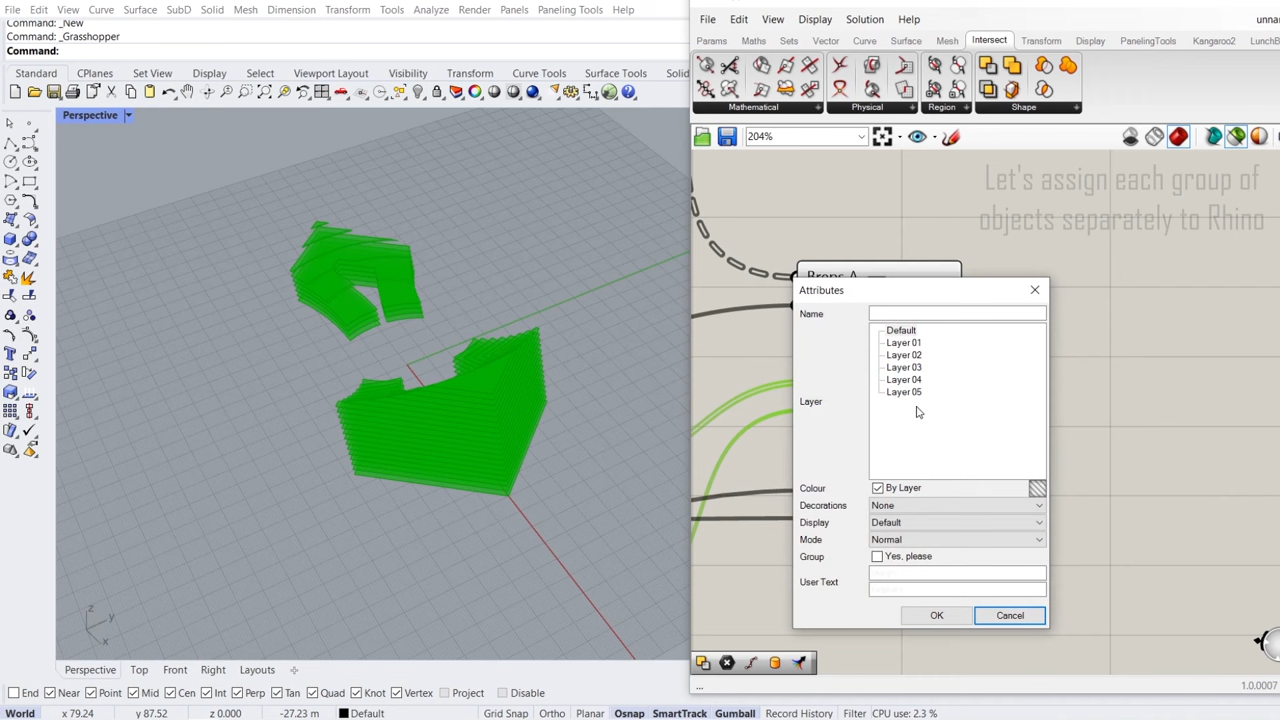 File Edit View Curve Surface SubD Solid Mesh Dimension Transform Tools Analyze Render Panels Paneling Tools Help
Command: _New
Command: _Grasshopper
Command:
Standard CPlanes Set View Display Select Viewport Layout Visibility Transform Curve Tools Surface Tools Solid
Perspective
z
y
x
Perspective Top Front Right Layouts
End Near Point Mid Cen Int Perp Tan Quad Knot Vertex Project Disable
World x 79.24 y 87.52 z 0.000 -27.23 m Default Grid Snap Ortho Planar Osnap SmartTrack Gumball Record History Filter CPU use: 2.3 %
File Edit View Display Solution Help
unna
Params Maths Sets Vector Curve Surface Mesh Intersect Transform Display PanelingTools Kangaroo2 LunchB
Mathematical Physical Region Shape
204%
Let's assign each group of
objects separately to Rhino
Breps A
Attributes
Name
Default
Layer 01
Layer 02
Layer 03
Layer 04
Layer 05
Layer
Colour By Layer
Decorations None
Display Default
Mode Normal
Group Yes, please
User Text
OK Cancel
...
1.0.0007